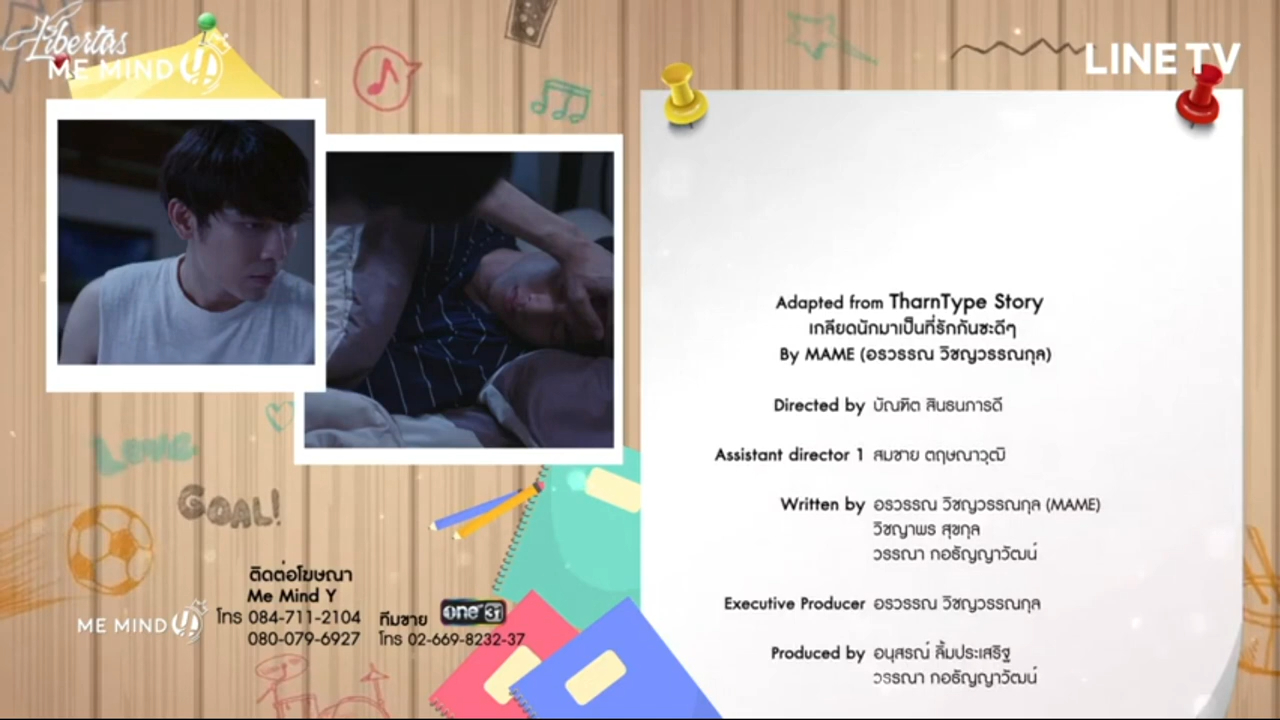 Libertas
ME MIND Y
LINE TV
Adapted from TharnType Story
เกลียดนักมาเป็นที่รักกันซะดีๆ
By MAME (อรวรรณ วิชญวรรณกุล)
Directed by บัณฑิต สินธนภารดี
Assistant director 1 สมชาย ตฤษณาวุฒิ
Written by อรวรรณ วิชญวรรณกุล (MAME)
วิชญาพร สุขกุล
วรรณา กอธัญญาวัฒน์
Executive Producer อรวรรณ วิชญวรรณกุล
Produced by อนุสรณ์ ลิ้มประเสริฐ
วรรณา กอธัญญาวัฒน์
LOVE
GOAL!
ติดต่อโฆษณา
Me Mind Y
ME MIND Y
โทร 084-711-2104
080-079-6927
ทีมขาย one 31
โทร 02-669-8232-37